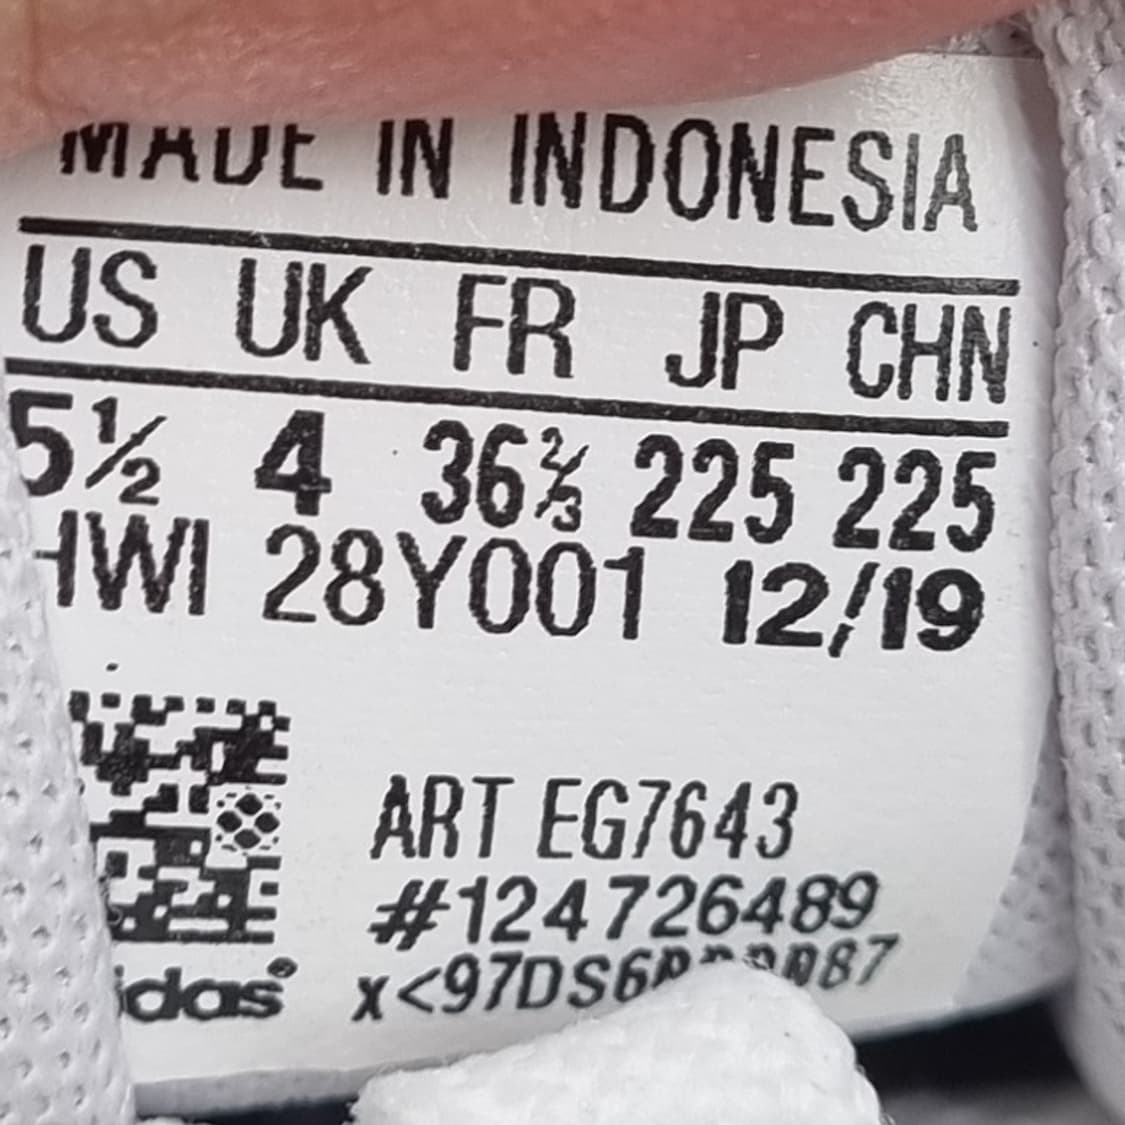 MADE IN INDONESIA
US UK FR JP CHN
5½ 4 36⅔ 225 225
HWI 28Y001 12/19
ART EG7643
#124726489